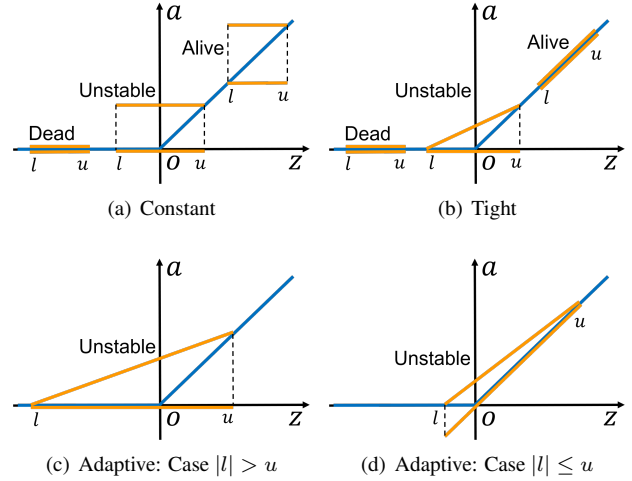 a
Alive
Unstable
l
u
Dead
l
u
l
o
u
z
(a) Constant
a
Alive
Unstable
u
l
Dead
l
u
l
o
u
z
(b) Tight
a
Unstable
l
o
u
z
(c) Adaptive: Case |l| > u
a
u
Unstable
l
o
z
(d) Adaptive: Case |l| ≤ u